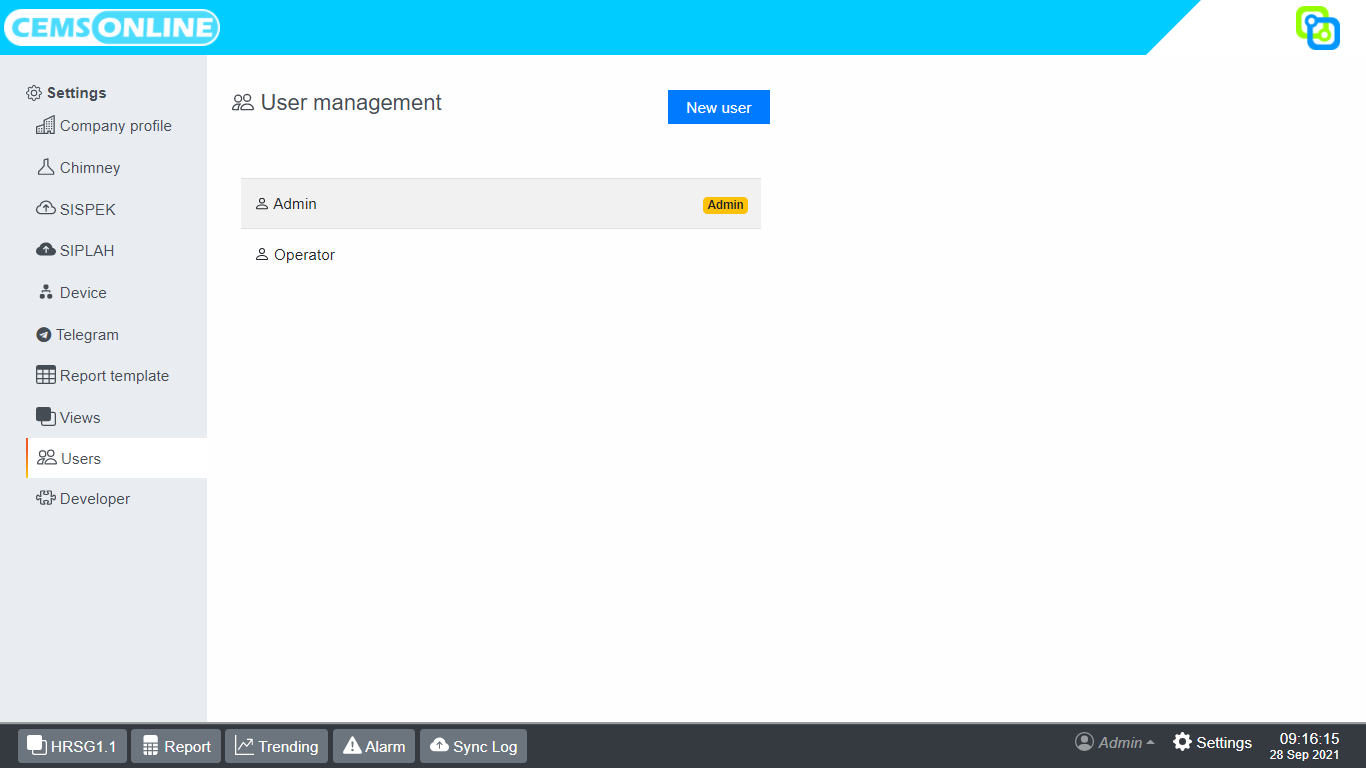 CEMSONLINE
Settings
Company profile
Chimney
SISPEK
SIPLAH
Device
Telegram
Report template
Views
Users
Developer
User management
New user
Admin Admin
Operator
HRSG1.1 Report Trending Alarm Sync Log Admin Settings 09:16:15
28 Sep 2021